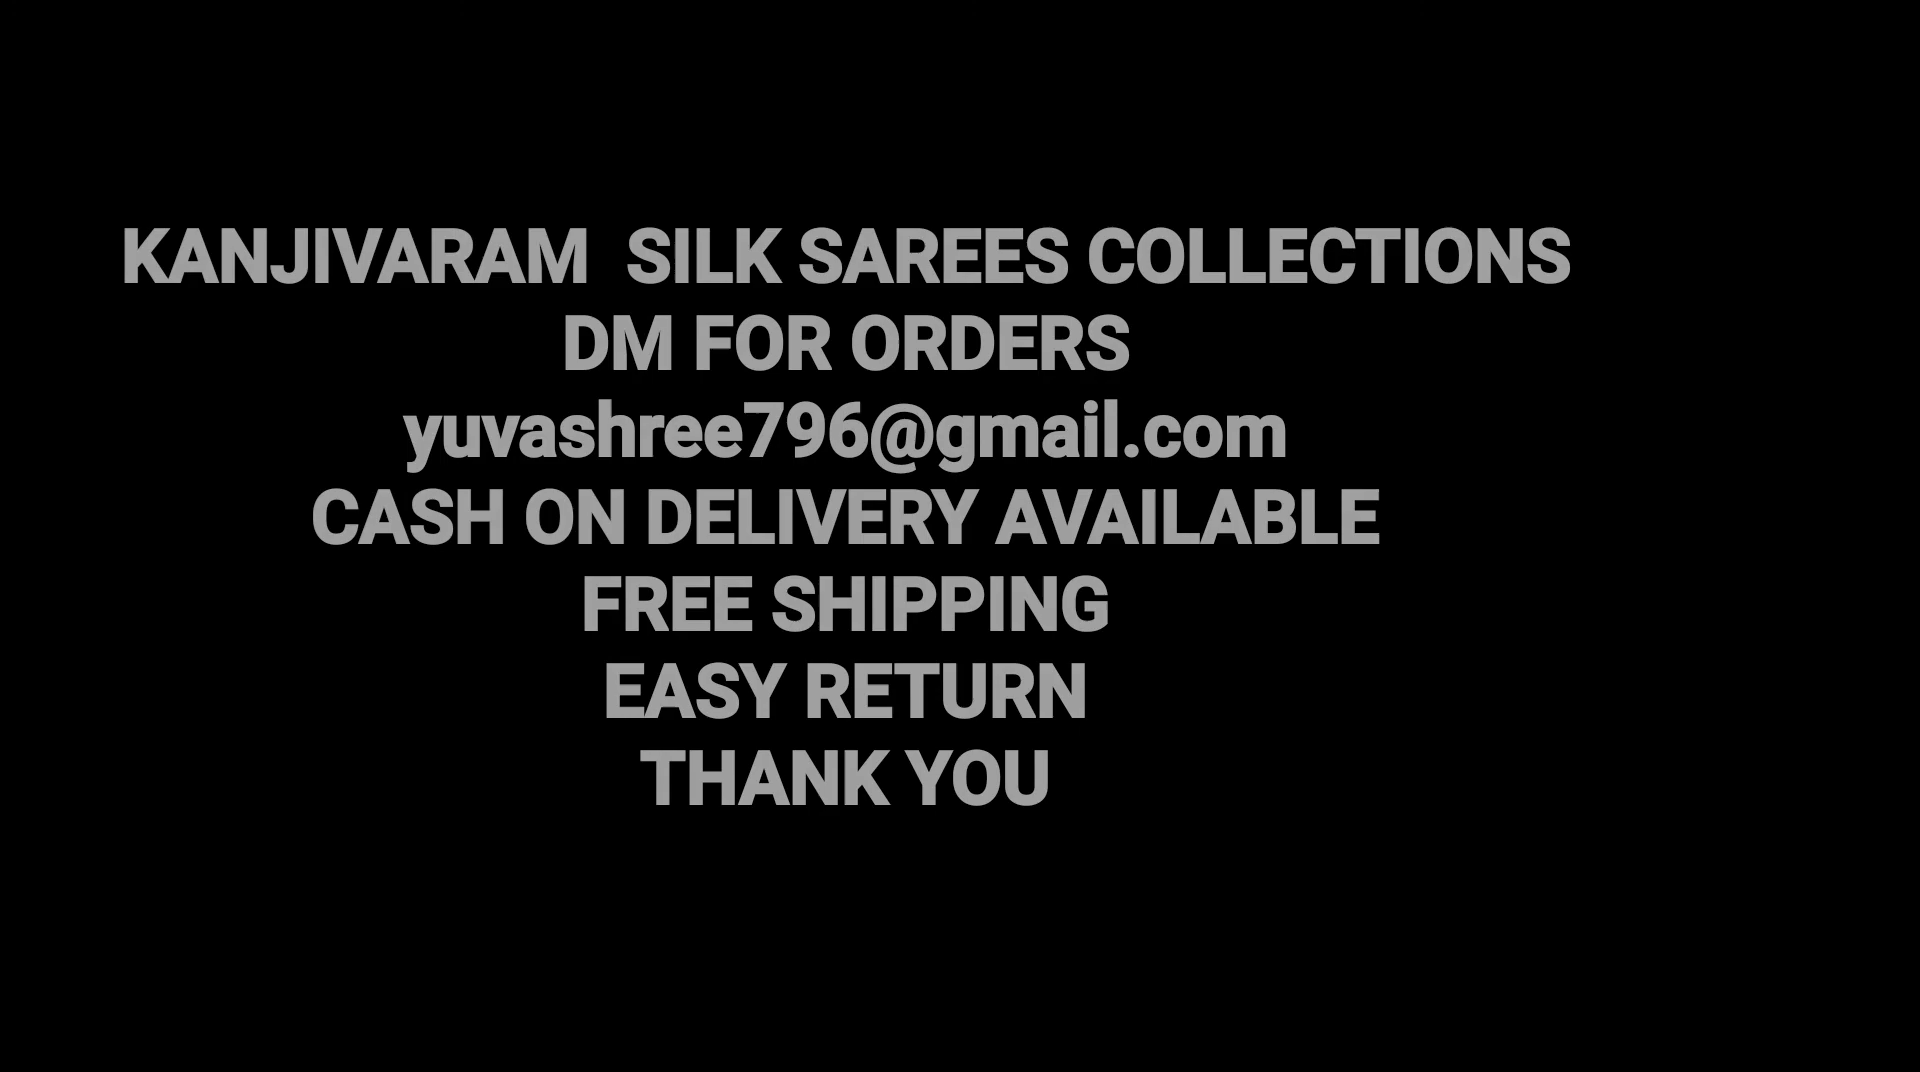 KANJIVARAM  SILK SAREES COLLECTIONS
DM FOR ORDERS
yuvashree796@gmail.com
CASH ON DELIVERY AVAILABLE
FREE SHIPPING
EASY RETURN
THANK YOU